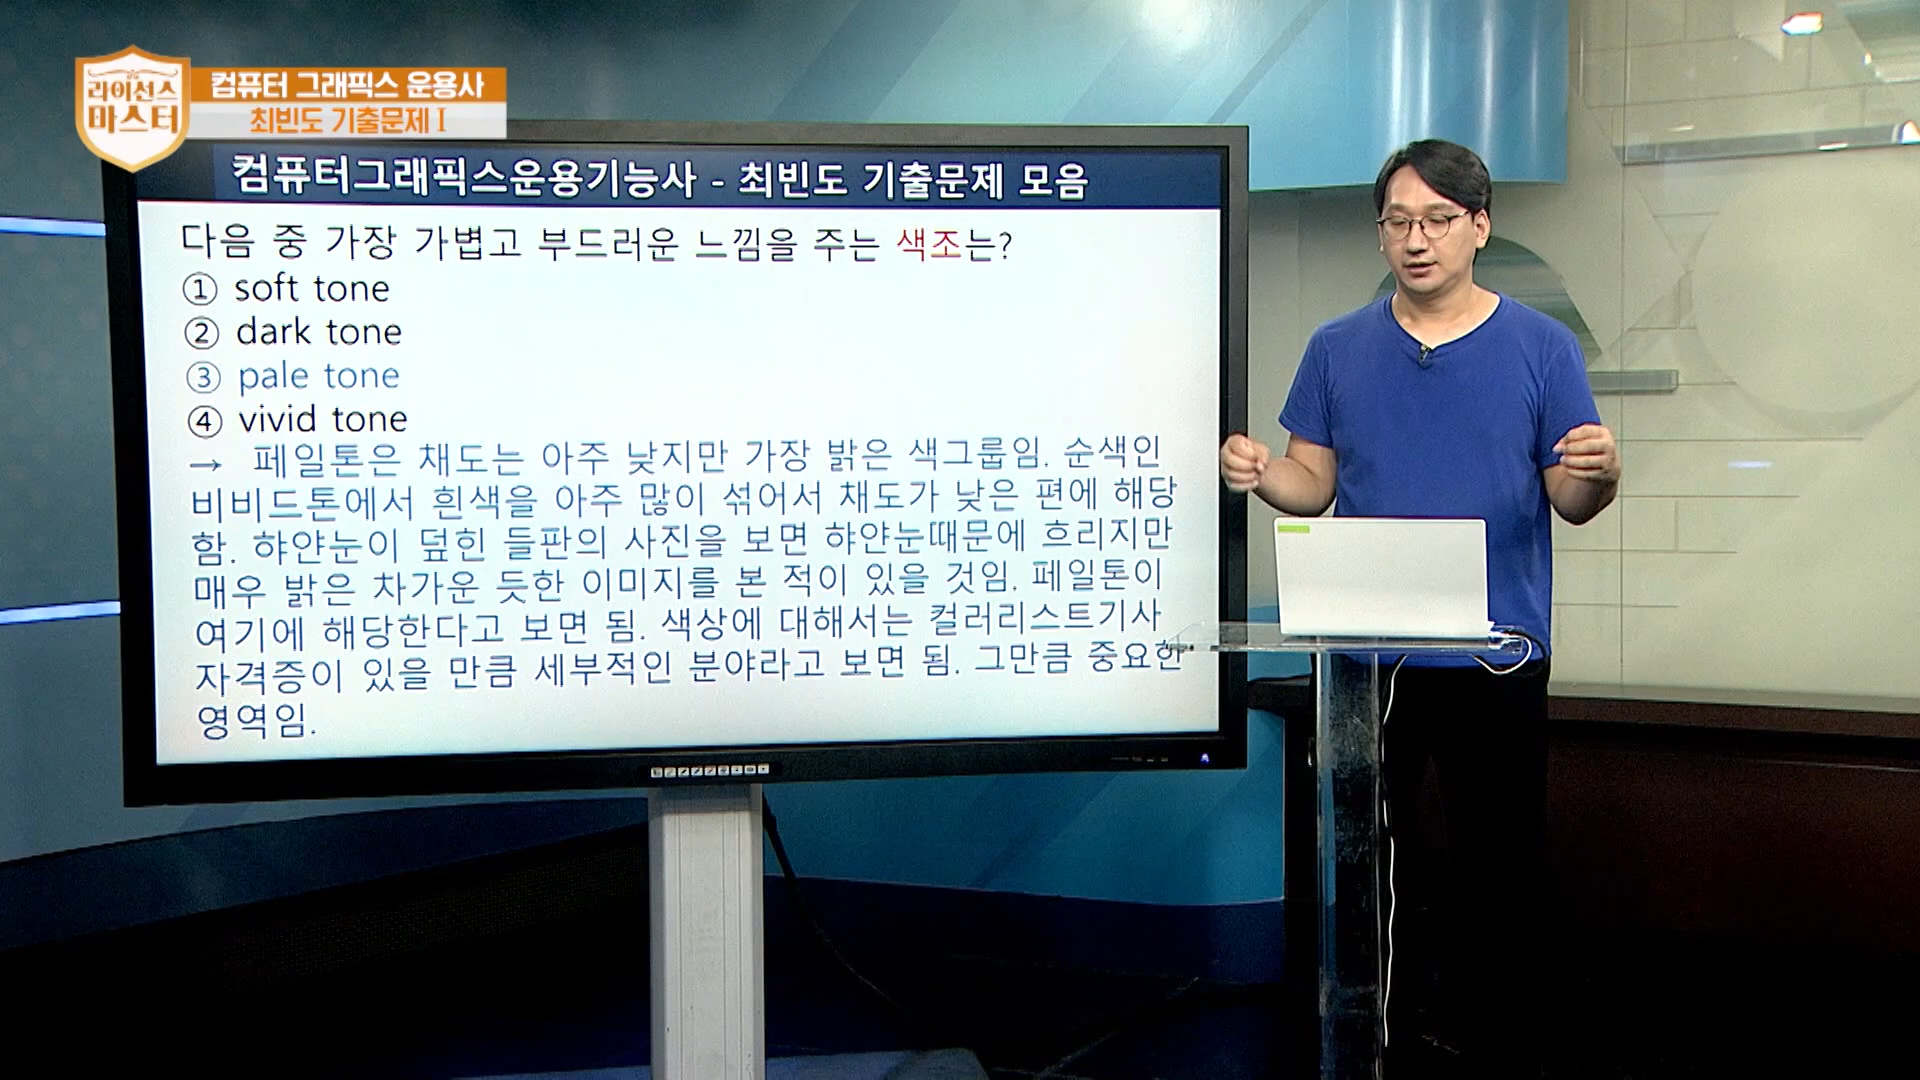 라이선스
마스터
컴퓨터 그래픽스 운용사
최빈도 기출문제 I
컴퓨터그래픽스운용기능사 - 최빈도 기출문제 모음
다음 중 가장 가볍고 부드러운 느낌을 주는 색조는?
① soft tone
② dark tone
③ pale tone
④ vivid tone
→ 페일톤은 채도는 아주 낮지만 가장 밝은 색그룹임. 순색인
비비드톤에서 흰색을 아주 많이 섞어서 채도가 낮은 편에 해당
함. 햐얀눈이 덮힌 들판의 사진을 보면 햐얀눈때문에 흐리지만
매우 밝은 차가운 듯한 이미지를 본 적이 있을 것임. 페일톤이
여기에 해당한다고 보면 됨. 색상에 대해서는 컬러리스트기사
자격증이 있을 만큼 세부적인 분야라고 보면 됨. 그만큼 중요한
영역임.